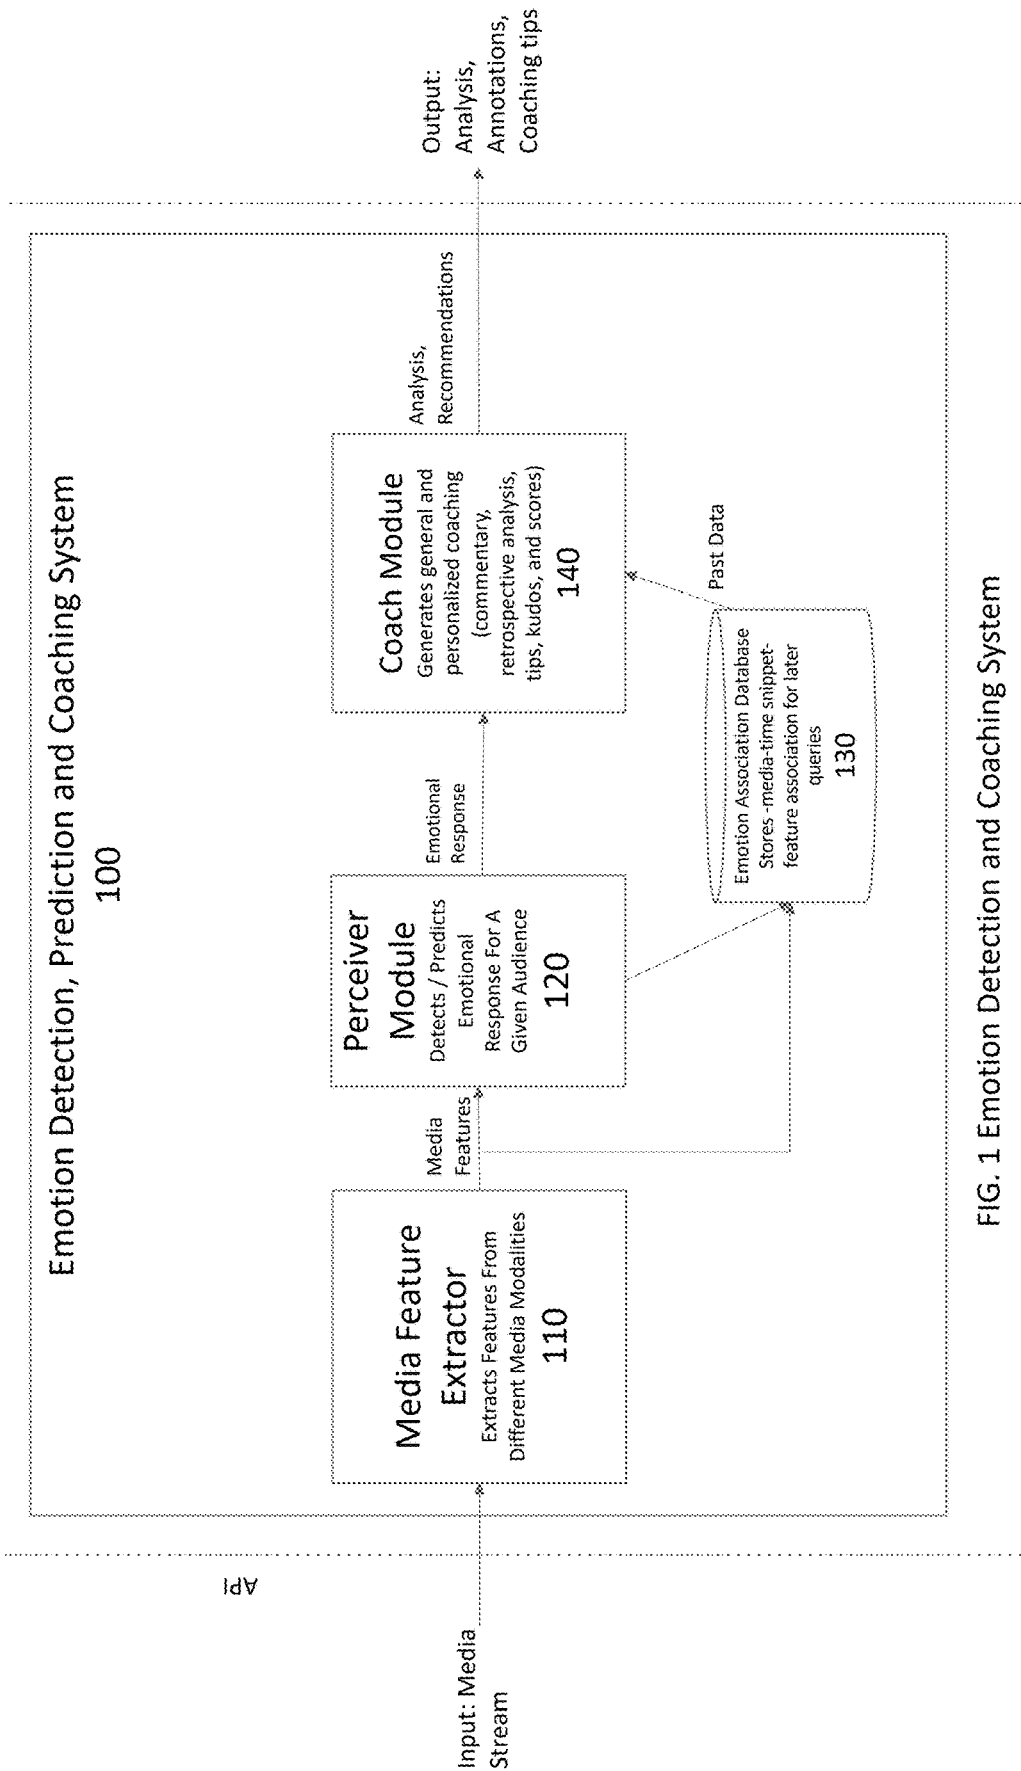 Emotion Detection, Prediction and Coaching System
100
API
Input: Media
Stream
Media Feature
Extractor
Extracts Features From
Different Media Modalities
110
Media
Features
Perceiver
Module
Detects / Predicts
Emotional
Response For A
Given Audience
120
Emotional
Response
Coach Module
Generates general and
personalized coaching
(commentary,
retrospective analysis,
tips, kudos, and scores)
140
Analysis,
Recommendations
Output:
Analysis,
Annotations,
Coaching tips
Emotion Association Database
Stores -media-time snippet-
feature association for later
queries
130
Past Data
FIG. 1 Emotion Detection and Coaching System